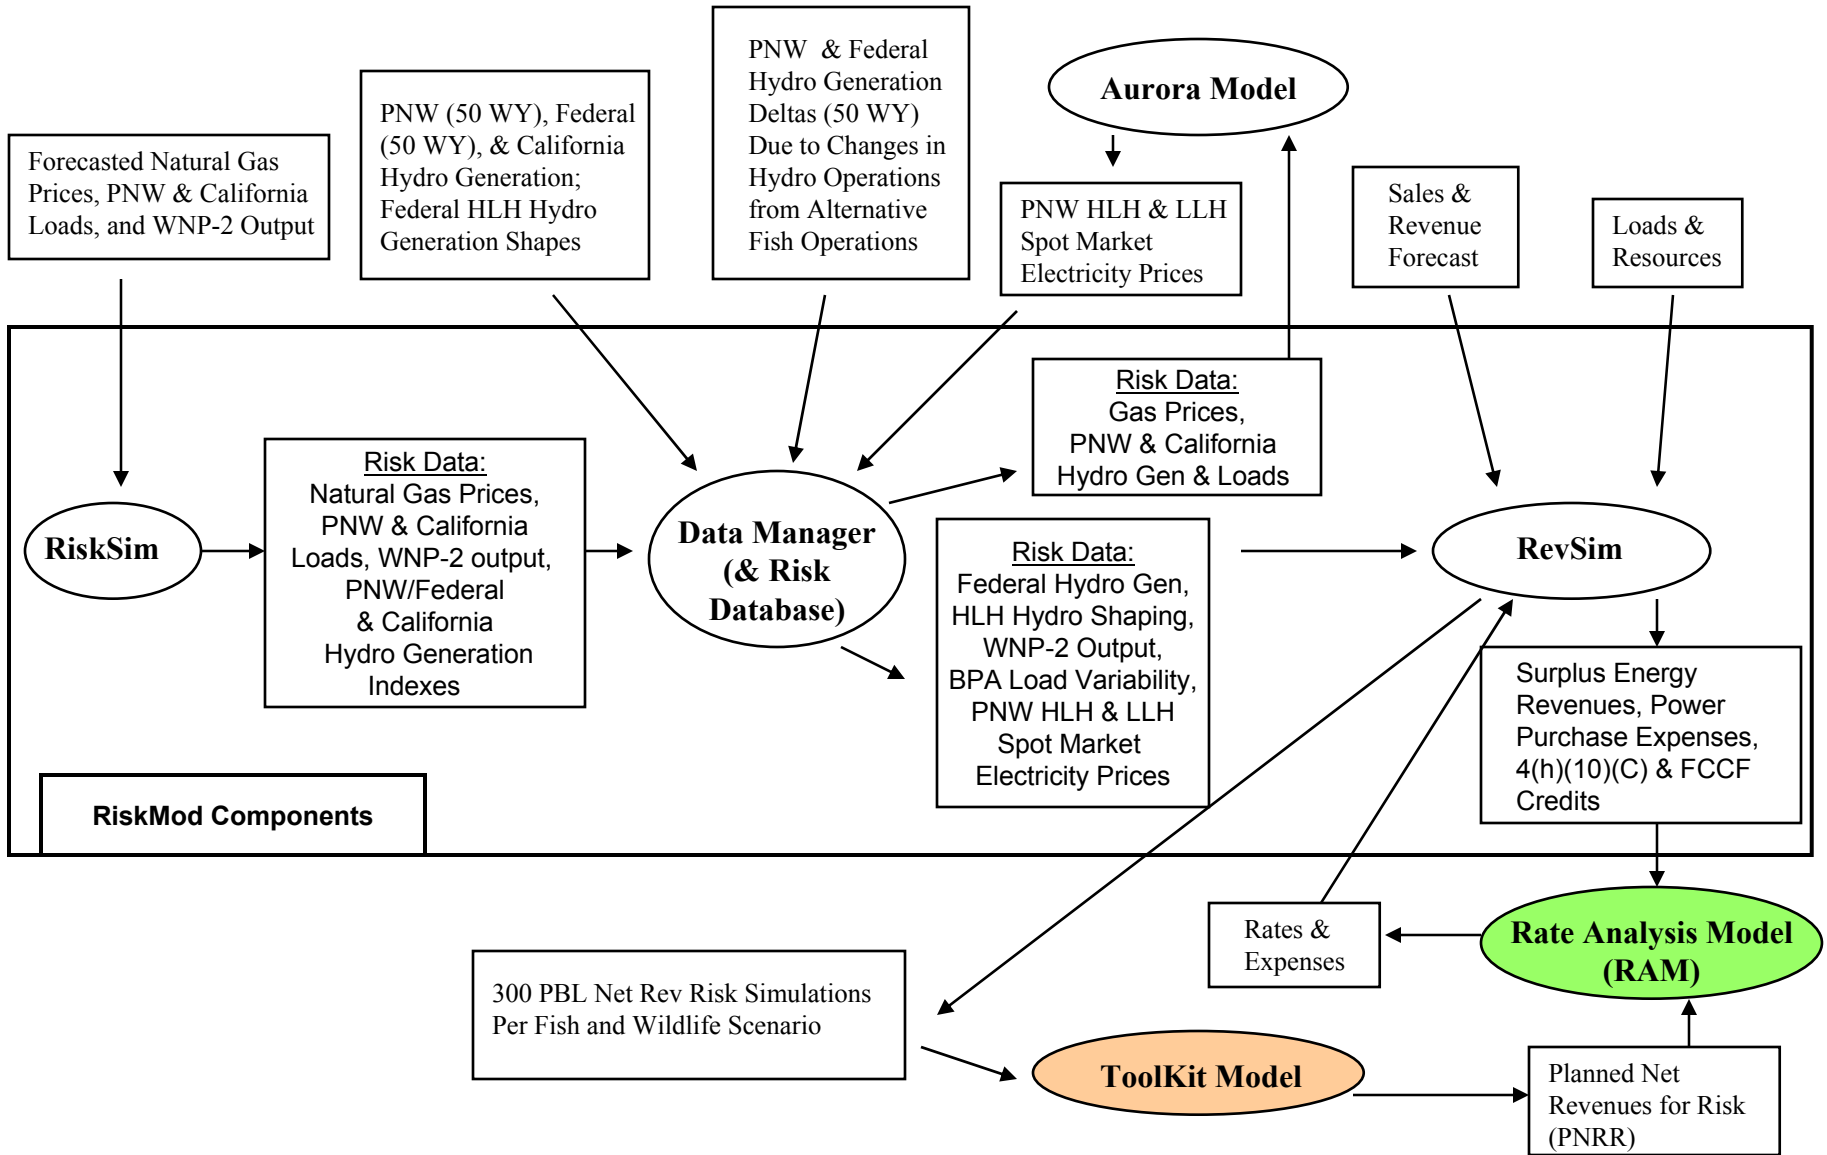 Forecasted Natural Gas
Prices, PNW & California
Loads, and WNP-2 Output
PNW (50 WY), Federal
(50 WY), & California
Hydro Generation;
Federal HLH Hydro
Generation Shapes
PNW & Federal
Hydro Generation
Deltas (50 WY)
Due to Changes in
Hydro Operations
from Alternative
Fish Operations
Aurora Model
PNW HLH & LLH
Spot Market
Electricity Prices
Sales &
Revenue
Forecast
Loads &
Resources
RiskSim
Risk Data:
Natural Gas Prices,
PNW & California
Loads, WNP-2 output,
PNW/Federal
& California
Hydro Generation
Indexes
Data Manager
(& Risk
Database)
Risk Data:
Gas Prices,
PNW & California
Hydro Gen & Loads
Risk Data:
Federal Hydro Gen,
HLH Hydro Shaping,
WNP-2 Output,
BPA Load Variability,
PNW HLH & LLH
Spot Market
Electricity Prices
RevSim
Surplus Energy
Revenues, Power
Purchase Expenses,
4(h)(10)(C) & FCCF
Credits
RiskMod Components
Rates &
Expenses
Rate Analysis Model
(RAM)
300 PBL Net Rev Risk Simulations
Per Fish and Wildlife Scenario
ToolKit Model
Planned Net
Revenues for Risk
(PNRR)